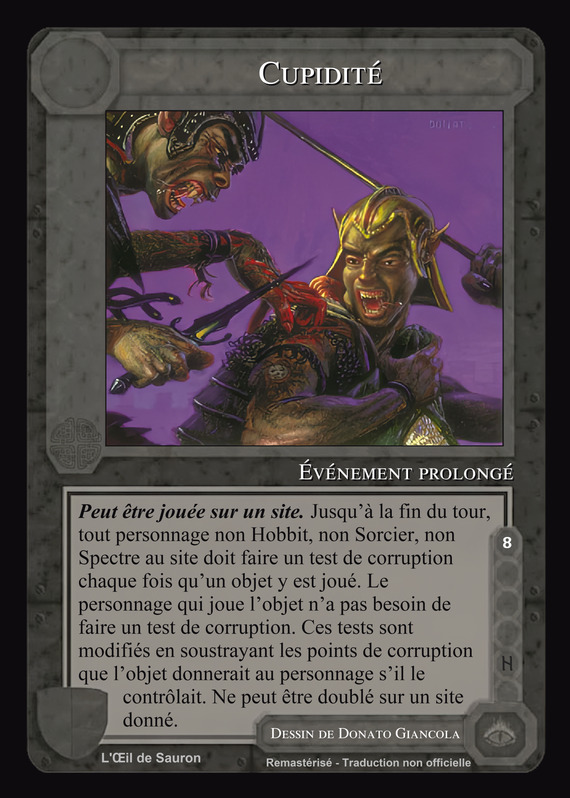 Cupidité
Événement prolongé
Peut être jouée sur un site. Jusqu'à la fin du tour,
tout personnage non Hobbit, non Sorcier, non
Spectre au site doit faire un test de corruption
chaque fois qu'un objet y est joué. Le
personnage qui joue l'objet n'a pas besoin de
faire un test de corruption. Ces tests sont
modifiés en soustrayant les points de corruption
que l'objet donnerait au personnage s'il le
contrôlait. Ne peut être doublé sur un site
donné.
8
Dessin de Donato Giancola
L'Œil de Sauron
Remastérisé - Traduction non officielle